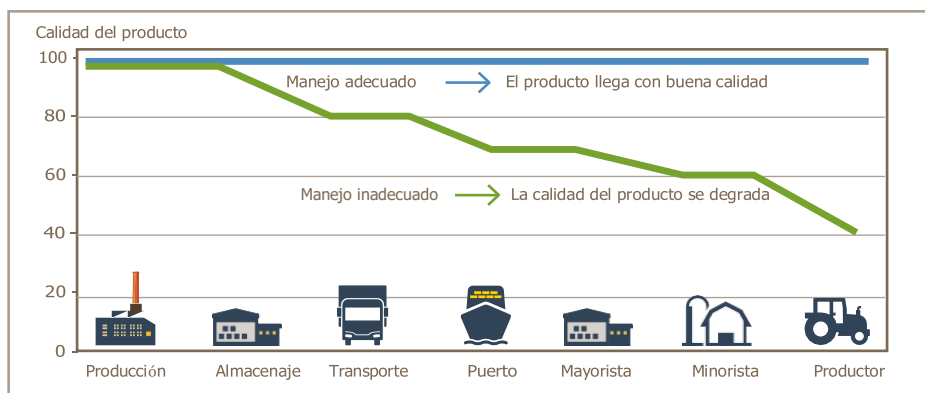 Calidad del producto
100
Manejo adecuado El producto llega con buena calidad
80
60
Manejo inadecuado La calidad del producto se degrada
40
20
0
Producción Almacenaje Transporte Puerto Mayorista Minorista Productor